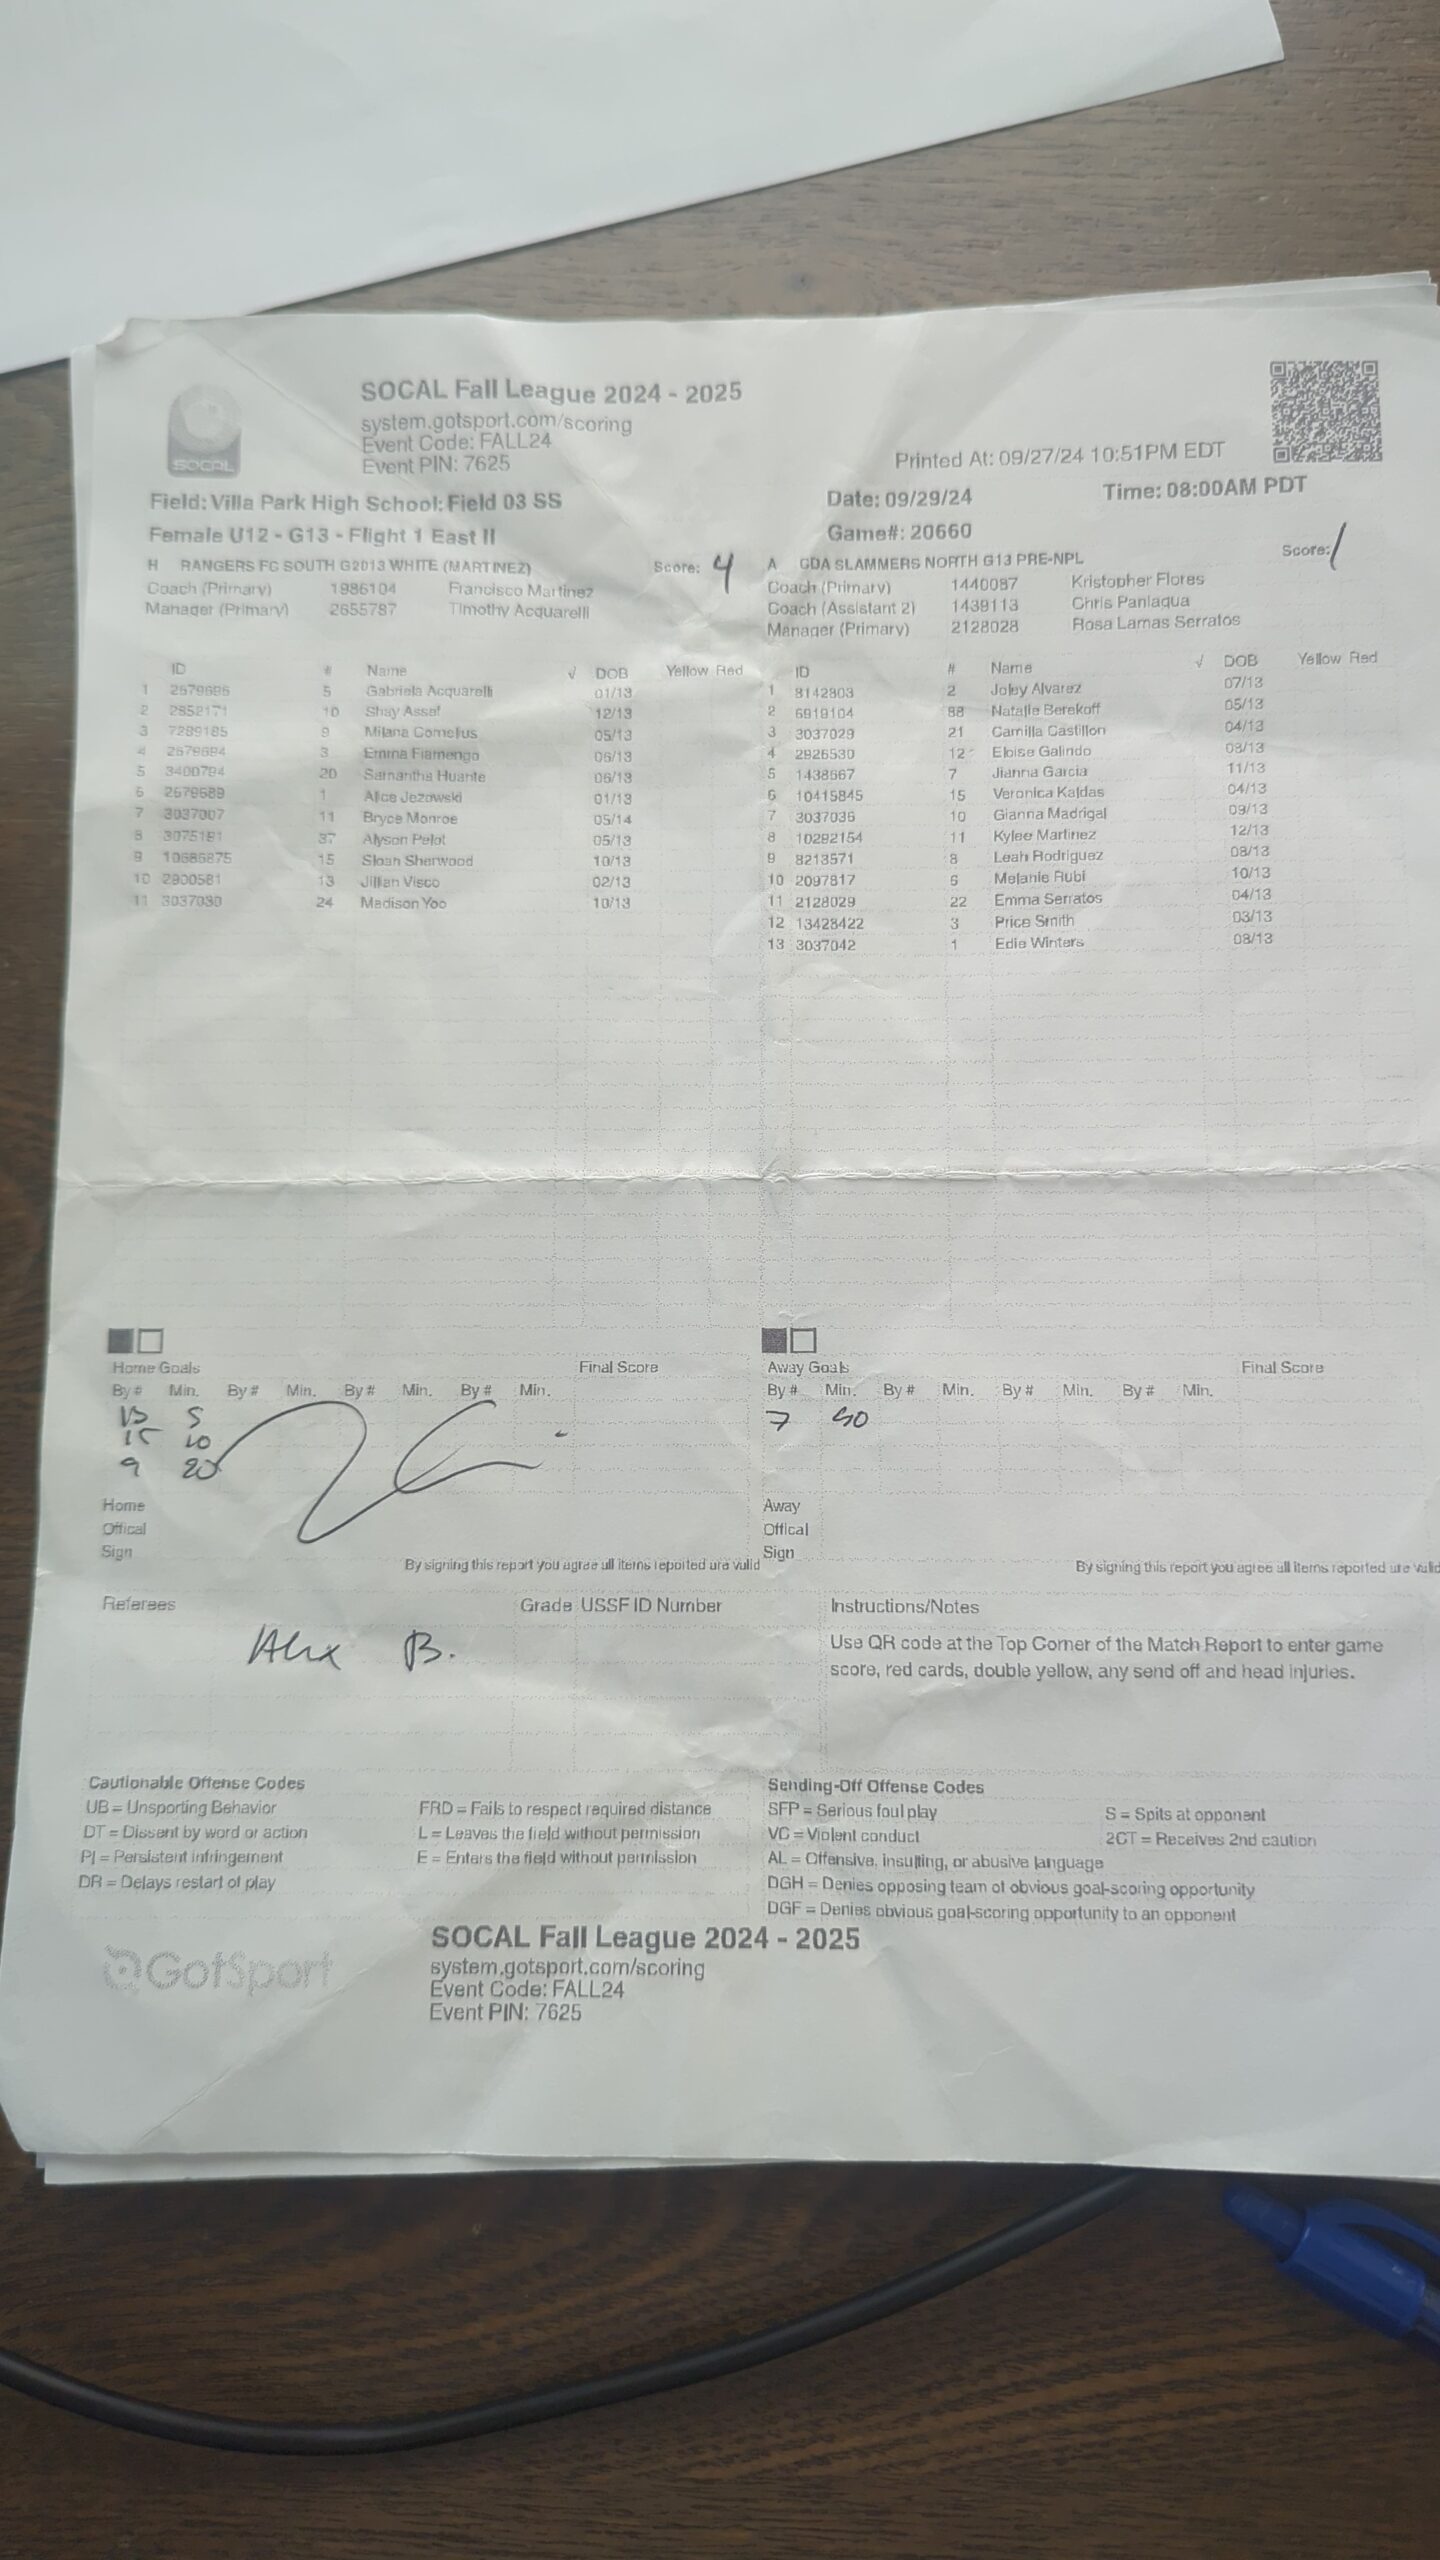 SOCAL Fall League 2024 - 2025
system.gotsport.com/scoring
Event Code: FALL24
Event PIN: 7625
SOCAL
Printed At: 09/27/24 10:51PM EDT
Field: Villa Park High School: Field 03 SS
Date: 09/29/24 Time: 08:00AM PDT
Female U12 - G13 - Flight 1 East II
Game#: 20660
H RANGERS FC SOUTH G2013 WHITE (MARTINEZ) Score: 4
Coach (Primary) 1986104 Francisco Martinez
Manager (Primary) 2655787 Timothy Acquarelli
A GDA SLAMMERS NORTH G13 PRE-NPL Score: 1
Coach (Primary) 1440087 Kristopher Flores
Coach (Assistant 2) 1439113 Chris Paniaqua
Manager (Primary) 2128028 Rosa Lamas Serratos
ID # Name √ DOB Yellow Red
1 2679686 5 Gabriela Acquarelli 01/13
2 2852171 10 Shay Assaf 12/13
3 7289185 9 Milana Cornelius 05/13
4 2679694 3 Emma Fiamengo 06/13
5 3400794 20 Samantha Huante 06/13
6 2679689 1 Alice Jezowski 01/13
7 3037007 11 Bryce Monroe 05/14
8 3075191 37 Alyson Pelot 05/13
9 10686875 15 Sloan Sherwood 10/13
10 2900581 13 Jillian Visco 02/13
11 3037030 24 Madison Yoo 10/13
ID # Name √ DOB Yellow Red
1 8142803 2 Joley Alvarez 07/13
2 6919104 88 Natalie Berekoff 05/13
3 3037029 21 Camilla Castillon 04/13
4 2926530 12 Eloise Galindo 03/13
5 1438667 7 Jianna Garcia 11/13
6 10415845 15 Veronica Kaldas 04/13
7 3037036 10 Gianna Madrigal 09/13
8 10292154 11 Kylee Martinez 12/13
9 8213571 8 Leah Rodriguez 08/13
10 2097817 6 Melanie Rubi 10/13
11 2128029 22 Emma Serratos 04/13
12 13428422 3 Price Smith 03/13
13 3037042 1 Edie Winters 08/13
Home Goals Final Score
By # Min. By # Min. By # Min. By # Min.
13 5
15 10
9 20
Home
Offical
Sign
By signing this report you agree all items reported are valid
Away Goals Final Score
By # Min. By # Min. By # Min. By # Min.
7 50
Away
Offical
Sign
By signing this report you agree all items reported are valid
Referees Grade USSF ID Number
Alex B.
Instructions/Notes
Use QR code at the Top Corner of the Match Report to enter game
score, red cards, double yellow, any send off and head injuries.
Cautionable Offense Codes
UB = Unsporting Behavior
DT = Dissent by word or action
PI = Persistent infringement
DR = Delays restart of play
FRD = Fails to respect required distance
L = Leaves the field without permission
E = Enters the field without permission
Sending-Off Offense Codes
SFP = Serious foul play
VC = Violent conduct
AL = Offensive, insulting, or abusive language
DGH = Denies opposing team of obvious goal-scoring opportunity
DGF = Denies obvious goal-scoring opportunity to an opponent
S = Spits at opponent
2CT = Receives 2nd caution
GotSport
SOCAL Fall League 2024 - 2025
system.gotsport.com/scoring
Event Code: FALL24
Event PIN: 7625